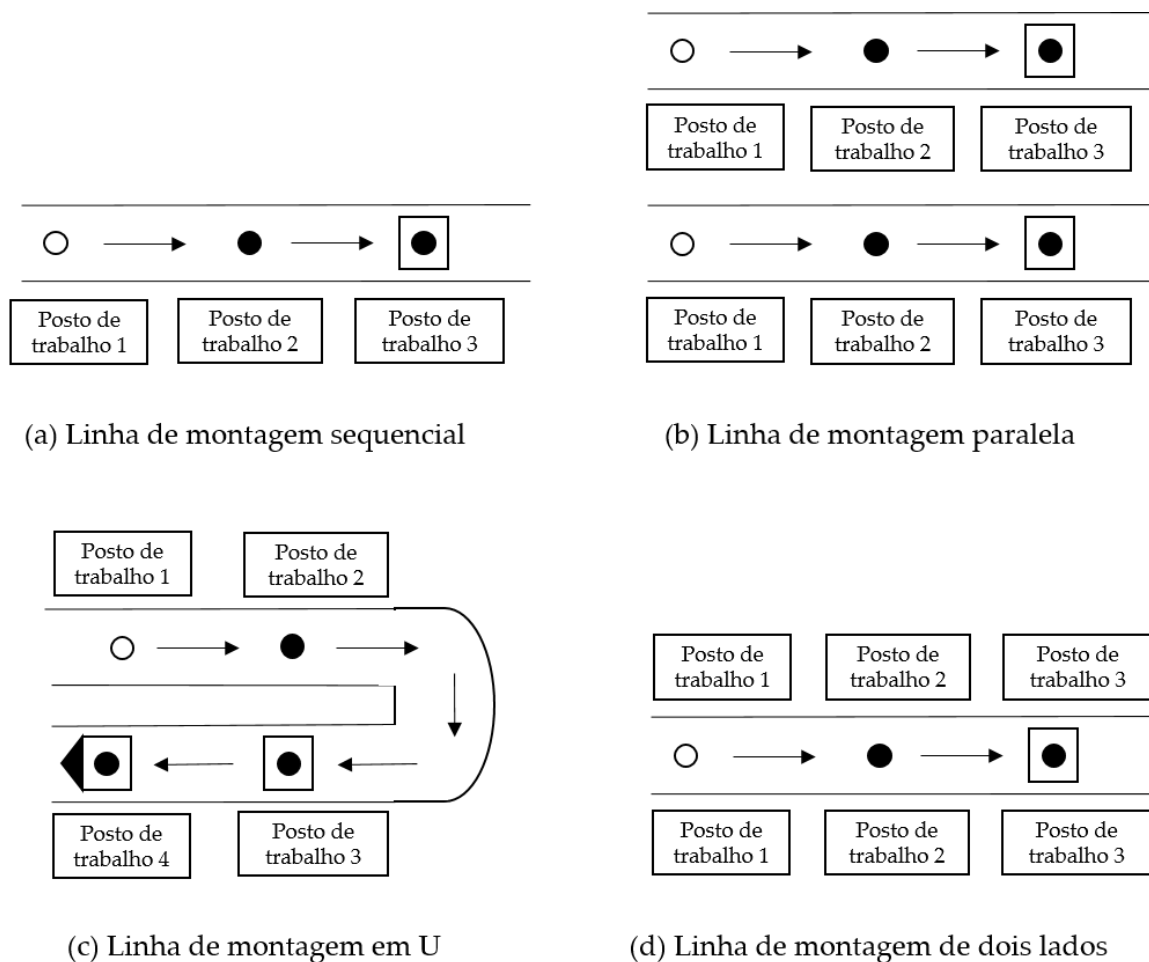 Posto de
trabalho 1
Posto de
trabalho 2
Posto de
trabalho 3
(a) Linha de montagem sequencial
Posto de
trabalho 1
Posto de
trabalho 2
Posto de
trabalho 3
Posto de
trabalho 1
Posto de
trabalho 2
Posto de
trabalho 3
(b) Linha de montagem paralela
Posto de
trabalho 1
Posto de
trabalho 2
Posto de
trabalho 4
Posto de
trabalho 3
(c) Linha de montagem em U
Posto de
trabalho 1
Posto de
trabalho 2
Posto de
trabalho 3
Posto de
trabalho 1
Posto de
trabalho 2
Posto de
trabalho 3
(d) Linha de montagem de dois lados